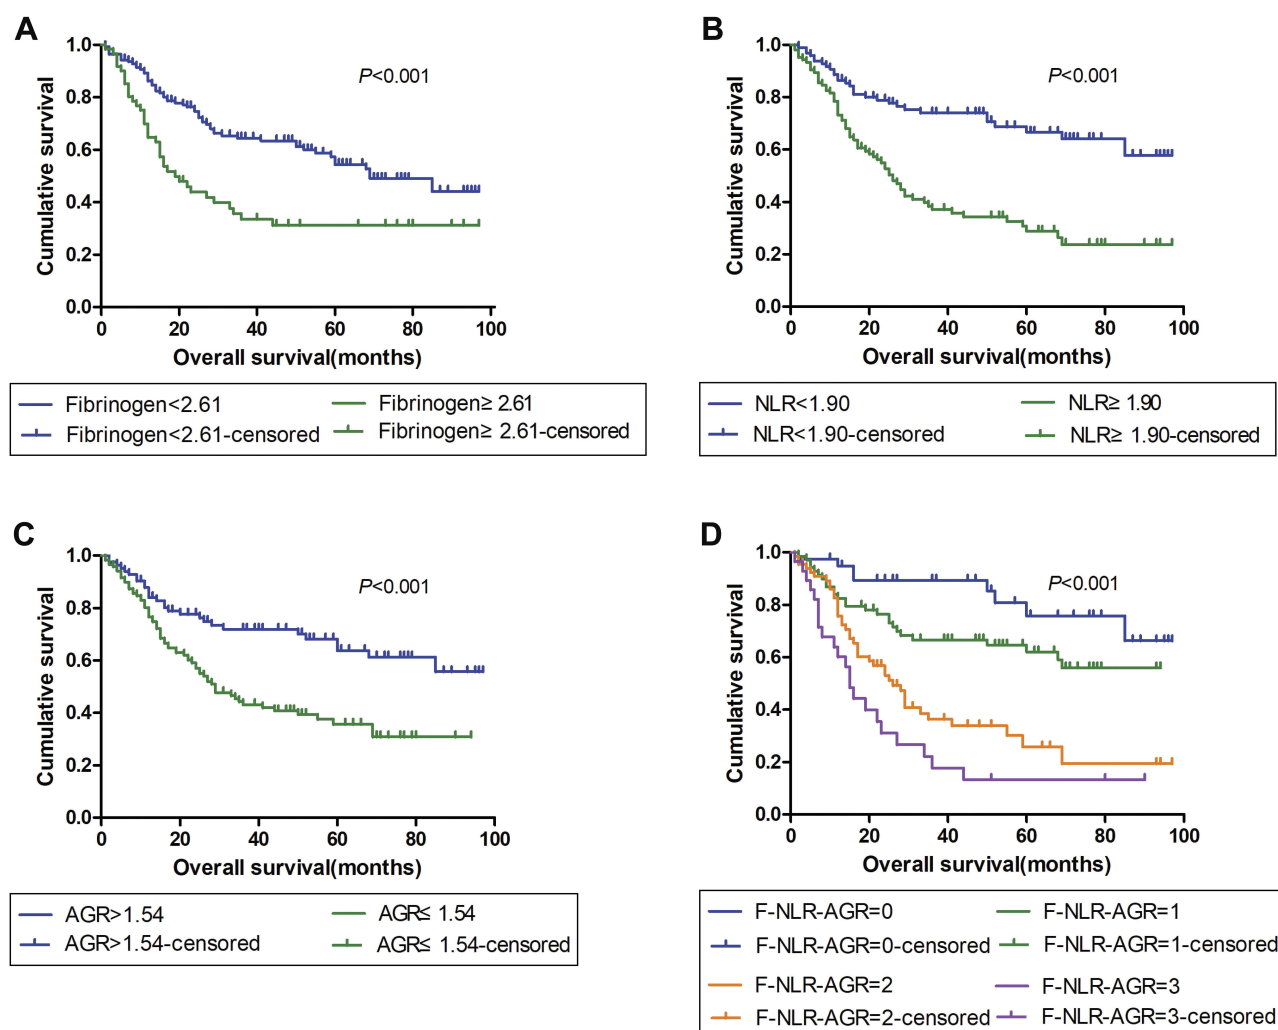 A
1.0
0.8
0.6
0.4
0.2
0.0
Cumulative survival
P<0.001
0 20 40 60 80 100
Overall survival(months)
Fibrinogen<2.61 Fibrinogen≥ 2.61
Fibrinogen<2.61-censored Fibrinogen≥ 2.61-censored
B
1.0
0.8
0.6
0.4
0.2
0.0
Cumulative survival
P<0.001
0 20 40 60 80 100
Overall survival(months)
NLR<1.90 NLR≥ 1.90
NLR<1.90-censored NLR≥ 1.90-censored
C
1.0
0.8
0.6
0.4
0.2
0.0
Cumulative survival
P<0.001
0 20 40 60 80 100
Overall survival(months)
AGR>1.54 AGR≤ 1.54
AGR>1.54-censored AGR≤ 1.54-censored
D
1.0
0.8
0.6
0.4
0.2
0.0
Cumulative survival
P<0.001
0 20 40 60 80 100
Overall survival(months)
F-NLR-AGR=0 F-NLR-AGR=1
F-NLR-AGR=0-censored F-NLR-AGR=1-censored
F-NLR-AGR=2 F-NLR-AGR=3
F-NLR-AGR=2-censored F-NLR-AGR=3-censored